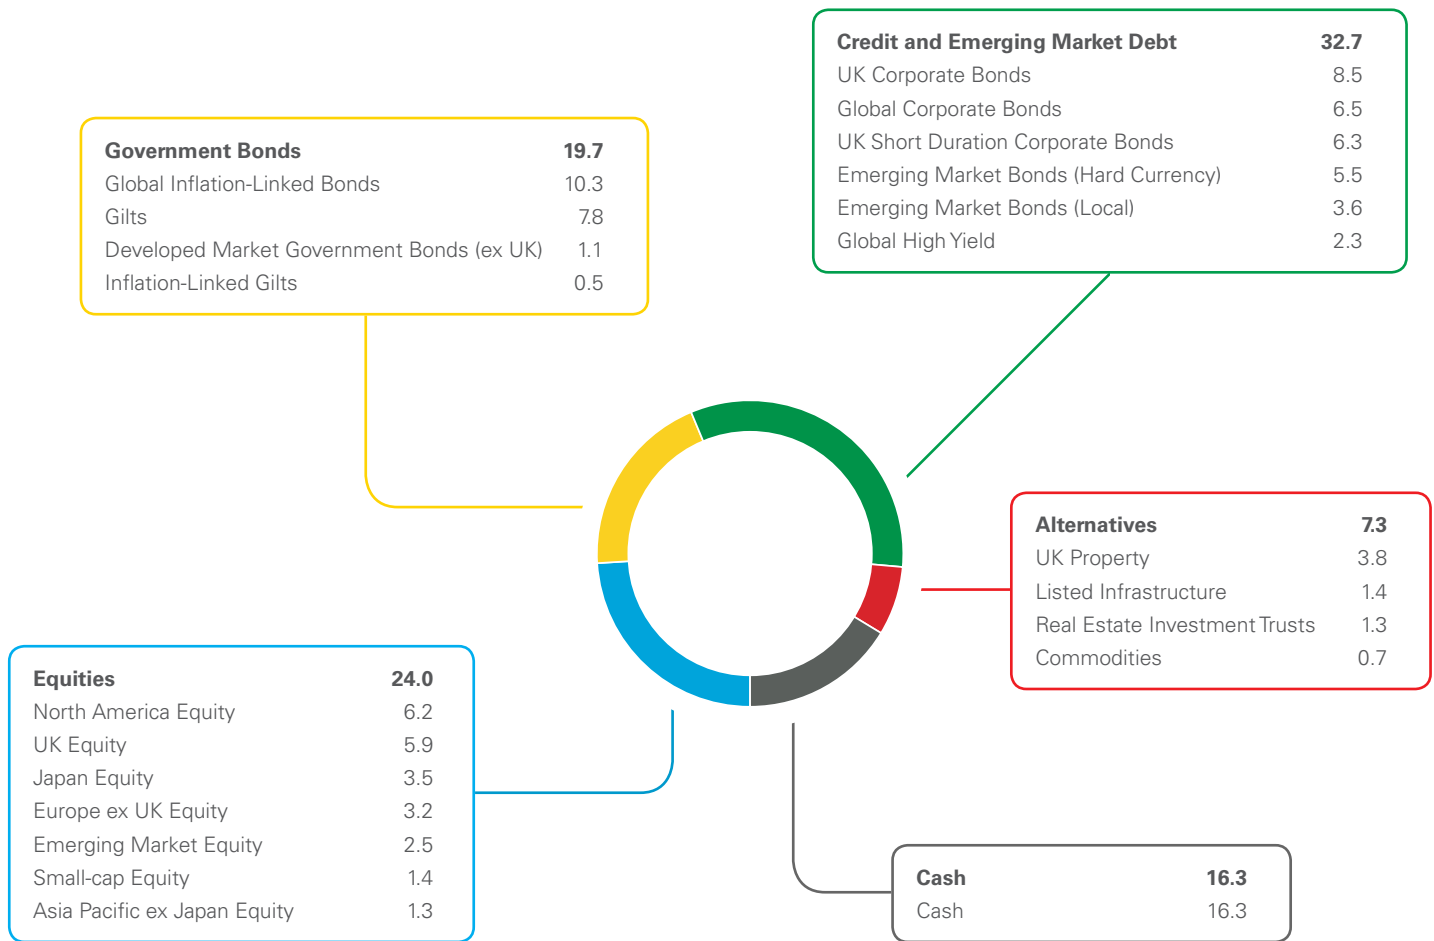 Credit and Emerging Market Debt 32.7
UK Corporate Bonds 8.5
Global Corporate Bonds 6.5
UK Short Duration Corporate Bonds 6.3
Emerging Market Bonds (Hard Currency) 5.5
Emerging Market Bonds (Local) 3.6
Global High Yield 2.3
Government Bonds 19.7
Global Inflation-Linked Bonds 10.3
Gilts 7.8
Developed Market Government Bonds (ex UK) 1.1
Inflation-Linked Gilts 0.5
Alternatives 7.3
UK Property 3.8
Listed Infrastructure 1.4
Real Estate Investment Trusts 1.3
Commodities 0.7
Equities 24.0
North America Equity 6.2
UK Equity 5.9
Japan Equity 3.5
Europe ex UK Equity 3.2
Emerging Market Equity 2.5
Small-cap Equity 1.4
Asia Pacific ex Japan Equity 1.3
Cash 16.3
Cash 16.3